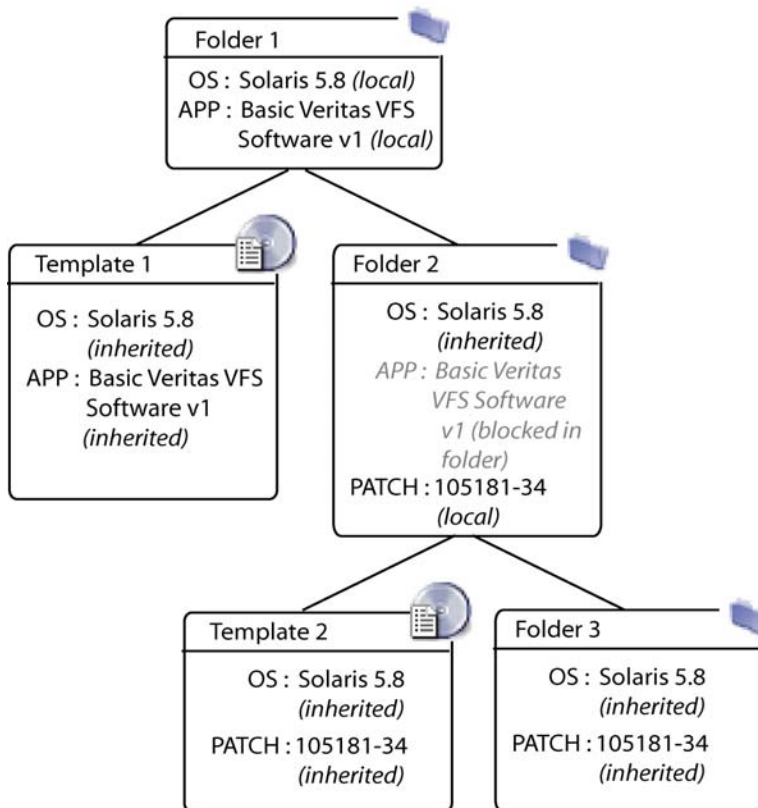 Folder 1
OS : Solaris 5.8 (local)
APP : Basic Veritas VFS
Software v1 (local)
Template 1
OS : Solaris 5.8
(inherited)
APP : Basic Veritas VFS
Software v1
(inherited)
Folder 2
OS : Solaris 5.8
(inherited)
APP : Basic Veritas
VFS Software
v1 (blocked in
folder)
PATCH : 105181-34
(local)
Template 2
OS : Solaris 5.8
(inherited)
PATCH : 105181-34
(inherited)
Folder 3
OS : Solaris 5.8
(inherited)
PATCH : 105181-34
(inherited)